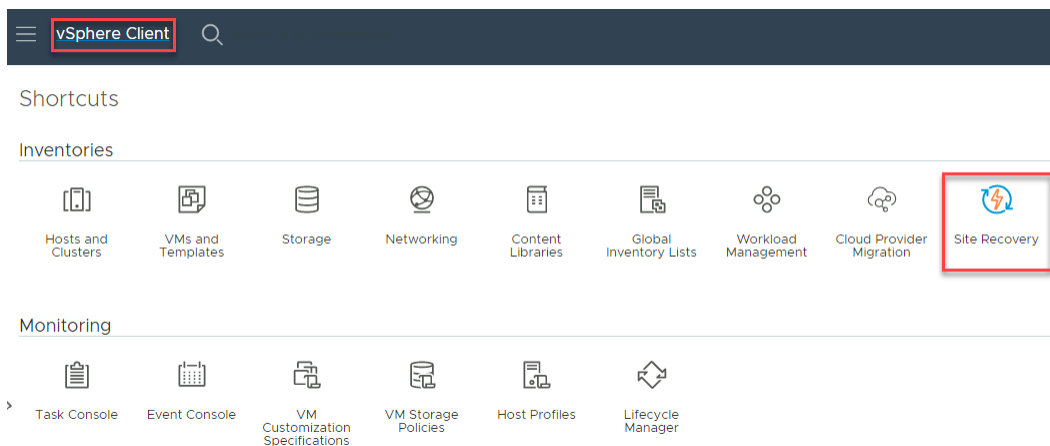 vSphere Client
Shortcuts
Inventories
Hosts and
Clusters
VMs and
Templates
Storage
Networking
Content
Libraries
Global
Inventory Lists
Workload
Management
Cloud Provider
Migration
Site Recovery
Monitoring
Task Console
Event Console
VM
Customization
Specifications
VM Storage
Policies
Host Profiles
Lifecycle
Manager